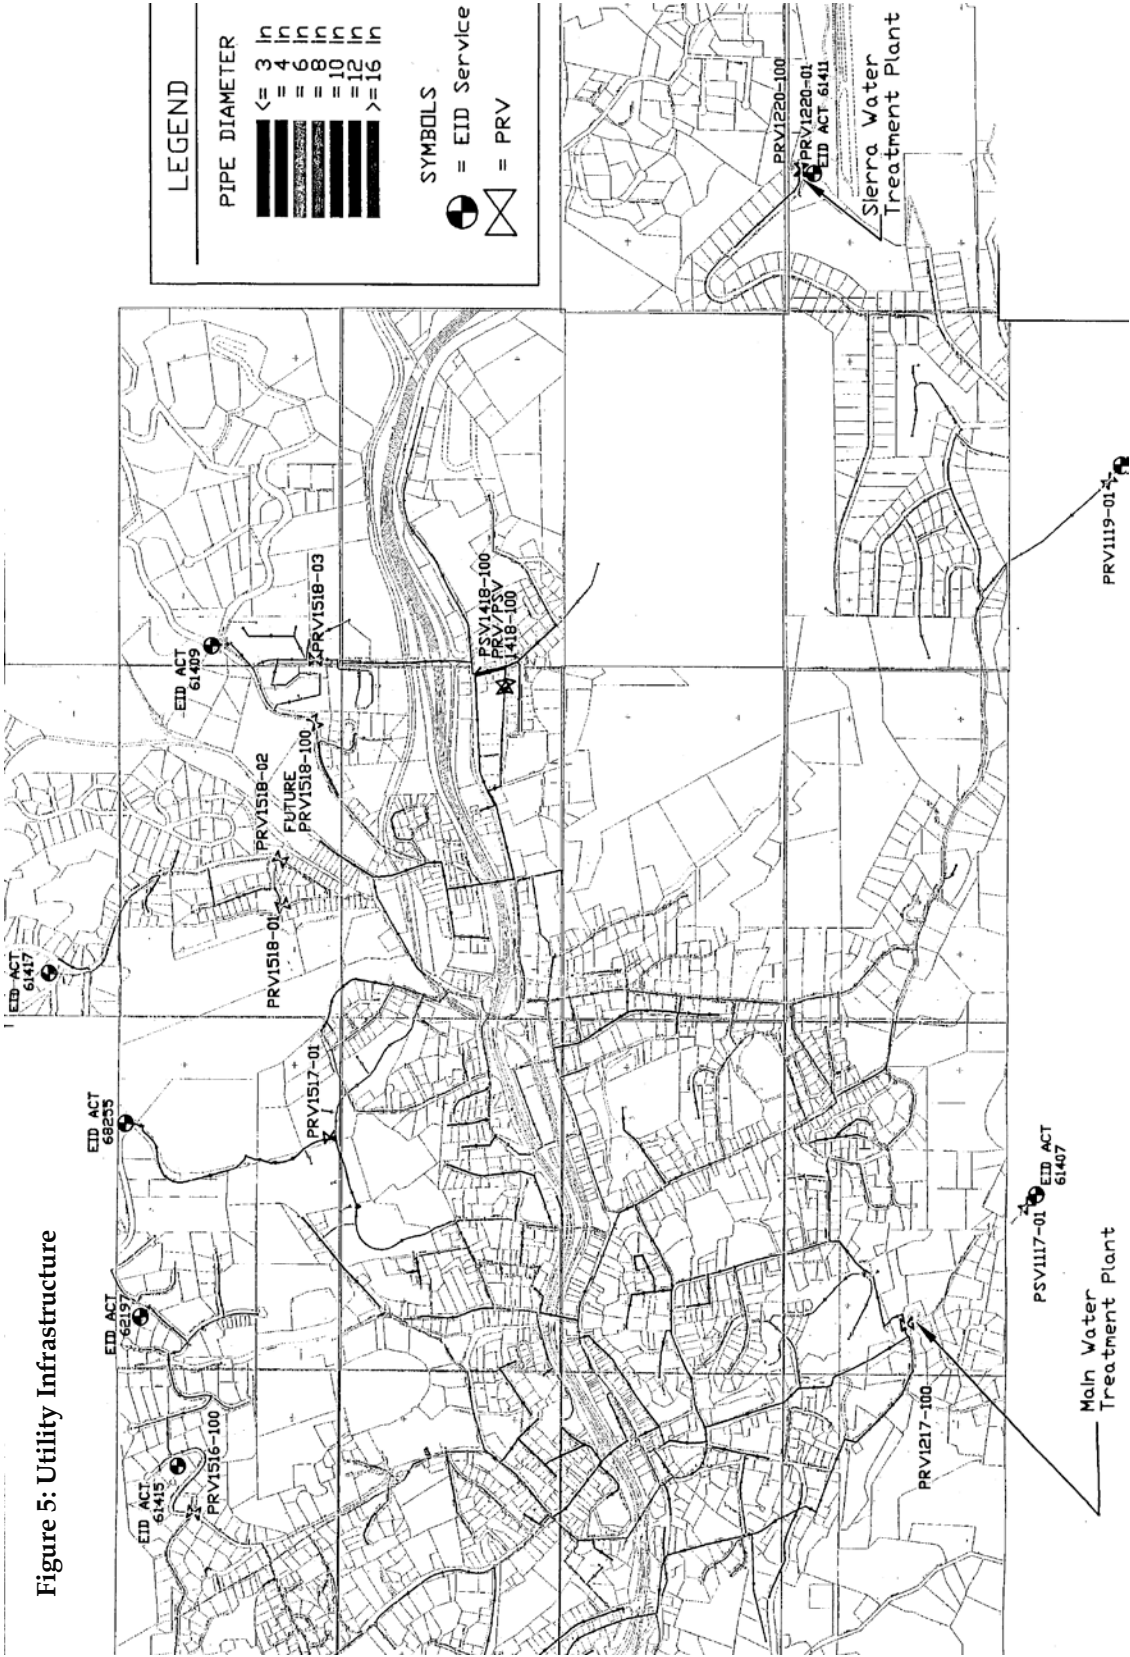 Figure 5: Utility Infrastructure
LEGEND
PIPE DIAMETER
<= 3 in
= 4 in
= 6 in
= 8 in
=10 in
=12 in
>=16 in
SYMBOLS
= EID Service
= PRV
EID ACT
61415
PRV1516-100
EID ACT
62197
EID ACT
68255
PRV1517-01
EID ACT
61417
PRV1518-01
PRV1518-02
FUTURE
PRV1518-100
EID ACT
61409
PRV1518-03
PSV1418-100
PRV/PSV
1418-100
PRV1220-100
PRV1220-01
EID ACT 61411
Sierra Water
Treatment Plant
PRV1119-01
PSV1117-01
EID ACT
61407
PRV1217-100
Main Water
Treatment Plant